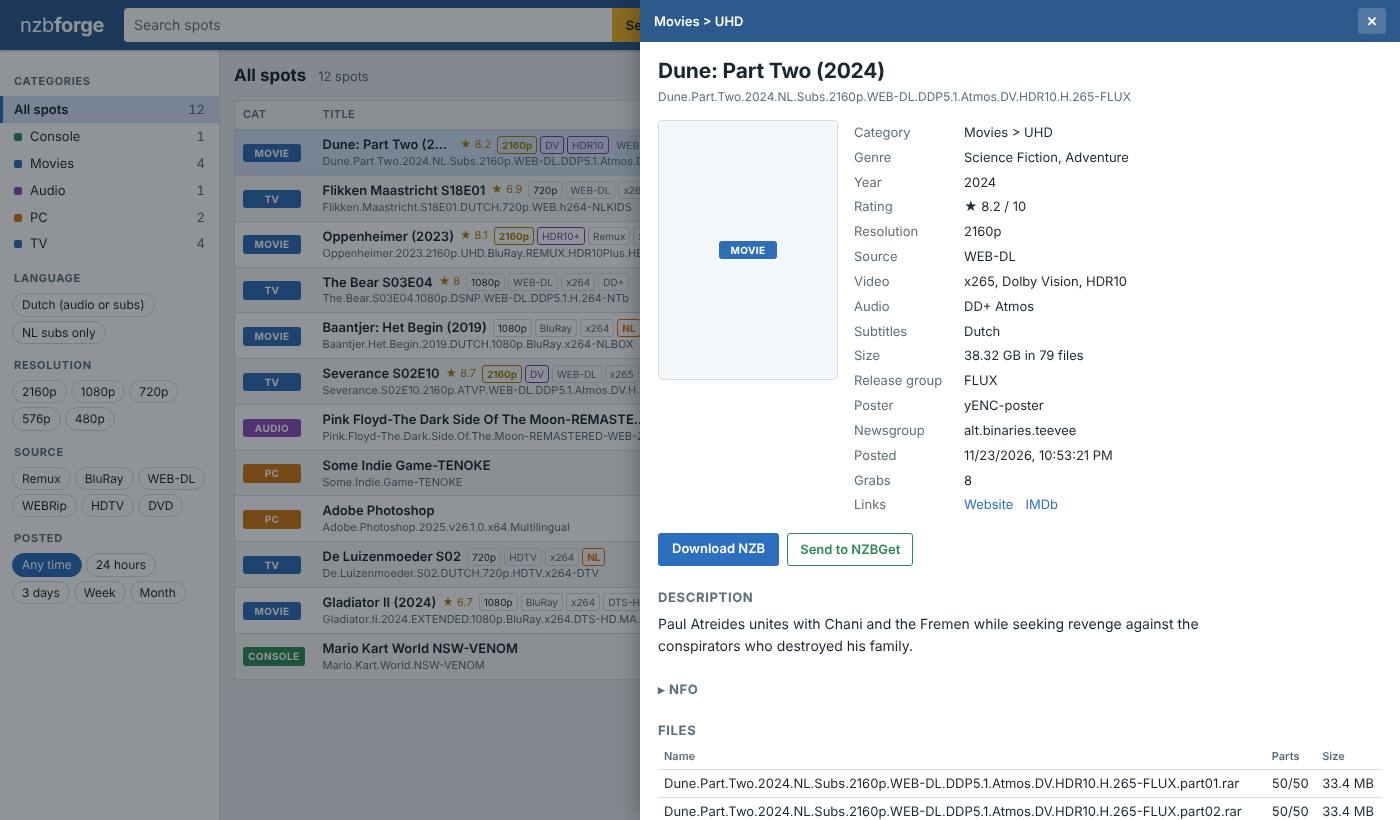 nzbforge
Search spots
Se
CATEGORIES
All spots 12
Console 1
Movies 4
Audio 1
PC 2
TV 4
LANGUAGE
Dutch (audio or subs)
NL subs only
RESOLUTION
2160p 1080p 720p
576p 480p
SOURCE
Remux BluRay WEB-DL
WEBRip HDTV DVD
POSTED
Any time 24 hours
3 days Week Month
All spots 12 spots
CAT TITLE
MOVIE Dune: Part Two (2... ★ 8.2 2160p DV HDR10 WEB
Dune.Part.Two.2024.NL.Subs.2160p.WEB-DL.DDP5.1.Atmos.D
TV Flikken Maastricht S18E01 ★ 6.9 720p WEB-DL x26
Flikken.Maastricht.S18E01.DUTCH.720p.WEB.h264-NLKIDS
MOVIE Oppenheimer (2023) ★ 8.1 2160p HDR10+ Remux
Oppenheimer.2023.2160p.UHD.BluRay.REMUX.HDR10Plus.HE
TV The Bear S03E04 ★ 8 1080p WEB-DL x264 DD+
The.Bear.S03E04.1080p.DSNP.WEB-DL.DDP5.1.H.264-NTb
MOVIE Baantjer: Het Begin (2019) 1080p BluRay x264 NL
Baantjer.Het.Begin.2019.DUTCH.1080p.BluRay.x264-NLBOX
TV Severance S02E10 ★ 8.7 2160p DV WEB-DL x265
Severance.S02E10.2160p.ATVP.WEB-DL.DDP5.1.Atmos.DV.H.
AUDIO Pink Floyd-The Dark Side Of The Moon-REMASTE...
Pink.Floyd-The.Dark.Side.Of.The.Moon-REMASTERED-WEB-2
PC Some Indie Game-TENOKE
Some.Indie.Game-TENOKE
PC Adobe Photoshop
Adobe.Photoshop.2025.v26.1.0.x64.Multilingual
TV De Luizenmoeder S02 720p HDTV x264 NL
De.Luizenmoeder.S02.DUTCH.720p.HDTV.x264-DTV
MOVIE Gladiator II (2024) ★ 6.7 1080p BluRay x264 DTS-H
Gladiator.II.2024.EXTENDED.1080p.BluRay.x264.DTS-HD.MA.
CONSOLE Mario Kart World NSW-VENOM
Mario.Kart.World.NSW-VENOM
Movies > UHD ×
Dune: Part Two (2024)
Dune.Part.Two.2024.NL.Subs.2160p.WEB-DL.DDP5.1.Atmos.DV.HDR10.H.265-FLUX
MOVIE
Category Movies > UHD
Genre Science Fiction, Adventure
Year 2024
Rating ★ 8.2 / 10
Resolution 2160p
Source WEB-DL
Video x265, Dolby Vision, HDR10
Audio DD+ Atmos
Subtitles Dutch
Size 38.32 GB in 79 files
Release group FLUX
Poster yENC-poster
Newsgroup alt.binaries.teevee
Posted 11/23/2026, 10:53:21 PM
Grabs 8
Links Website IMDb
Download NZB Send to NZBGet
DESCRIPTION
Paul Atreides unites with Chani and the Fremen while seeking revenge against the
conspirators who destroyed his family.
▸ NFO
FILES
Name Parts Size
Dune.Part.Two.2024.NL.Subs.2160p.WEB-DL.DDP5.1.Atmos.DV.HDR10.H.265-FLUX.part01.rar 50/50 33.4 MB
Dune.Part.Two.2024.NL.Subs.2160p.WEB-DL.DDP5.1.Atmos.DV.HDR10.H.265-FLUX.part02.rar 50/50 33.4 MB